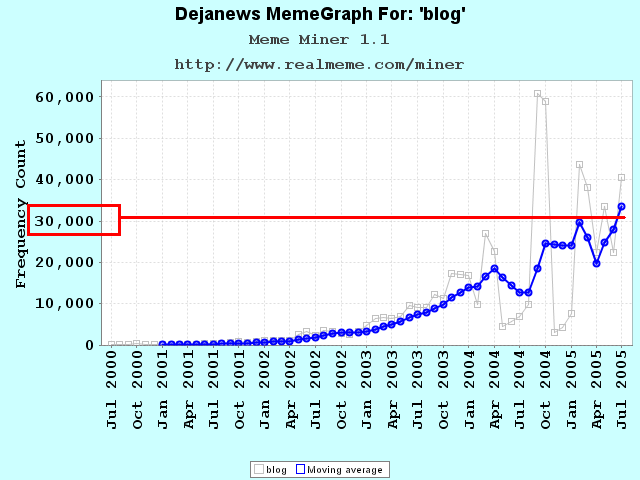 Dejanews MemeGraph For: 'blog'
Meme Miner 1.1
http://www.realmeme.com/miner
Frequency Count
60,000
50,000
40,000
30,000
20,000
10,000
0
Jul 2000
Oct 2000
Jan 2001
Apr 2001
Jul 2001
Oct 2001
Jan 2002
Apr 2002
Jul 2002
Oct 2002
Jan 2003
Apr 2003
Jul 2003
Oct 2003
Jan 2004
Apr 2004
Jul 2004
Oct 2004
Jan 2005
Apr 2005
Jul 2005
blog
Moving average